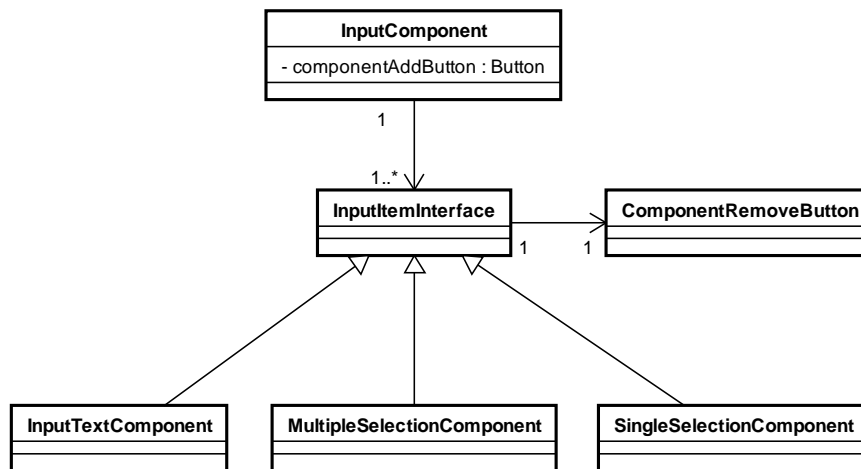 InputComponent
- componentAddButton : Button
1
1..*
InputItemInterface
ComponentRemoveButton
1
1
InputTextComponent
MultipleSelectionComponent
SingleSelectionComponent